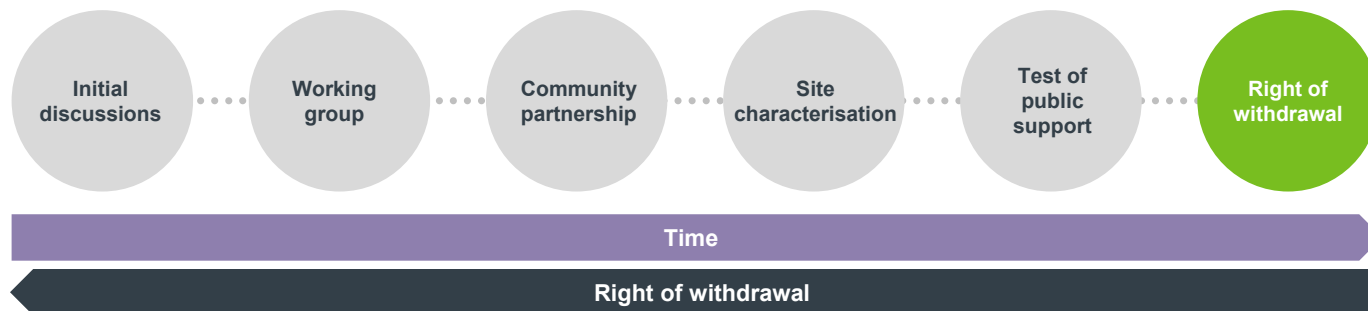 Initial
discussions
Working
group
Community
partnership
Site
characterisation
Test of
public
support
Right of
withdrawal
Time
Right of withdrawal